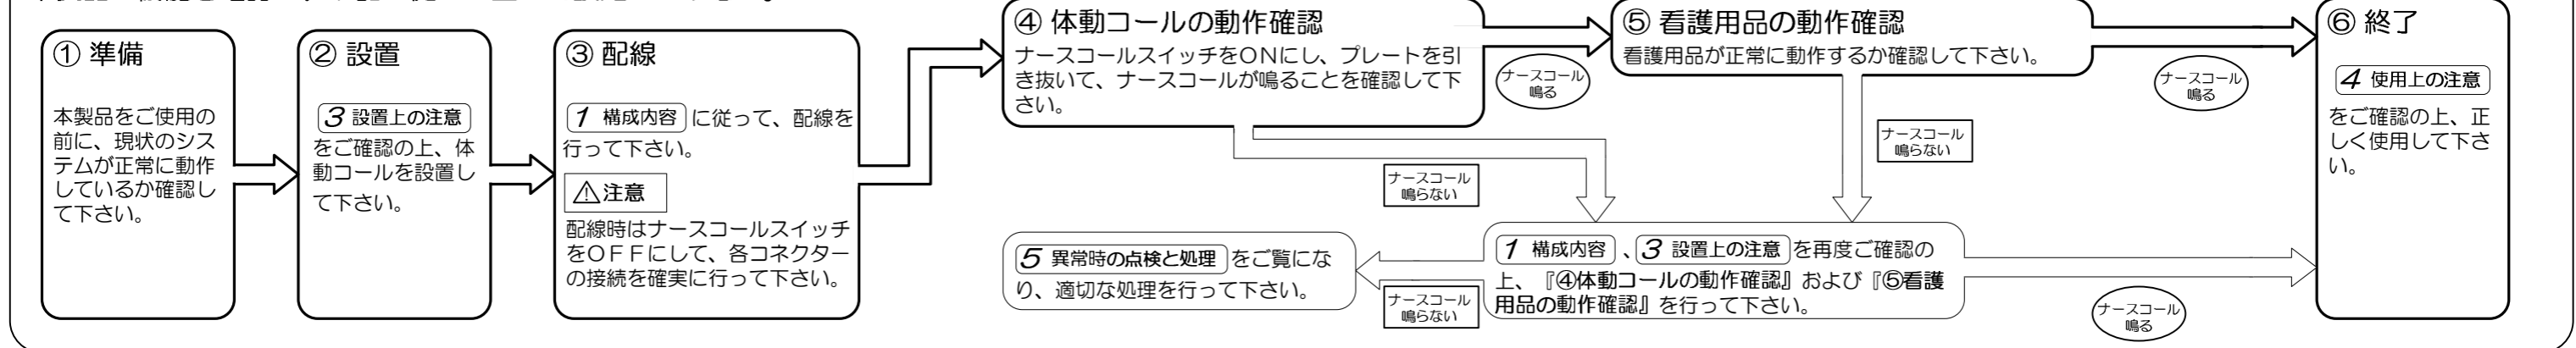 ① 準備
本製品をご使用の
前に、現状のシス
テムが正常に動作
しているか確認し
て下さい。
② 設置
3 設置上の注意
をご確認の上、体
動コールを設置し
て下さい。
③ 配線
1 構成内容 に従って、配線を
行って下さい。
⚠注意
配線時はナースコールスイッチ
をOFFにして、各コネクター
の接続を確実に行って下さい。
④ 体動コールの動作確認
ナースコールスイッチをONにし、プレートを引
き抜いて、ナースコールが鳴ることを確認して下
さい。
ナースコール
鳴る
ナースコール
鳴らない
⑤ 看護用品の動作確認
看護用品が正常に動作するか確認して下さい。
ナースコール
鳴る
ナースコール
鳴らない
1 構成内容 、 3 設置上の注意 を再度ご確認の
上、『④体動コールの動作確認』および『⑤看護
用品の動作確認』を行って下さい。
ナースコール
鳴らない
5 異常時の点検と処理 をご覧にな
り、適切な処理を行って下さい。
ナースコール
鳴る
⑥ 終了
4 使用上の注意
をご確認の上、正
しく使用して下さ
い。